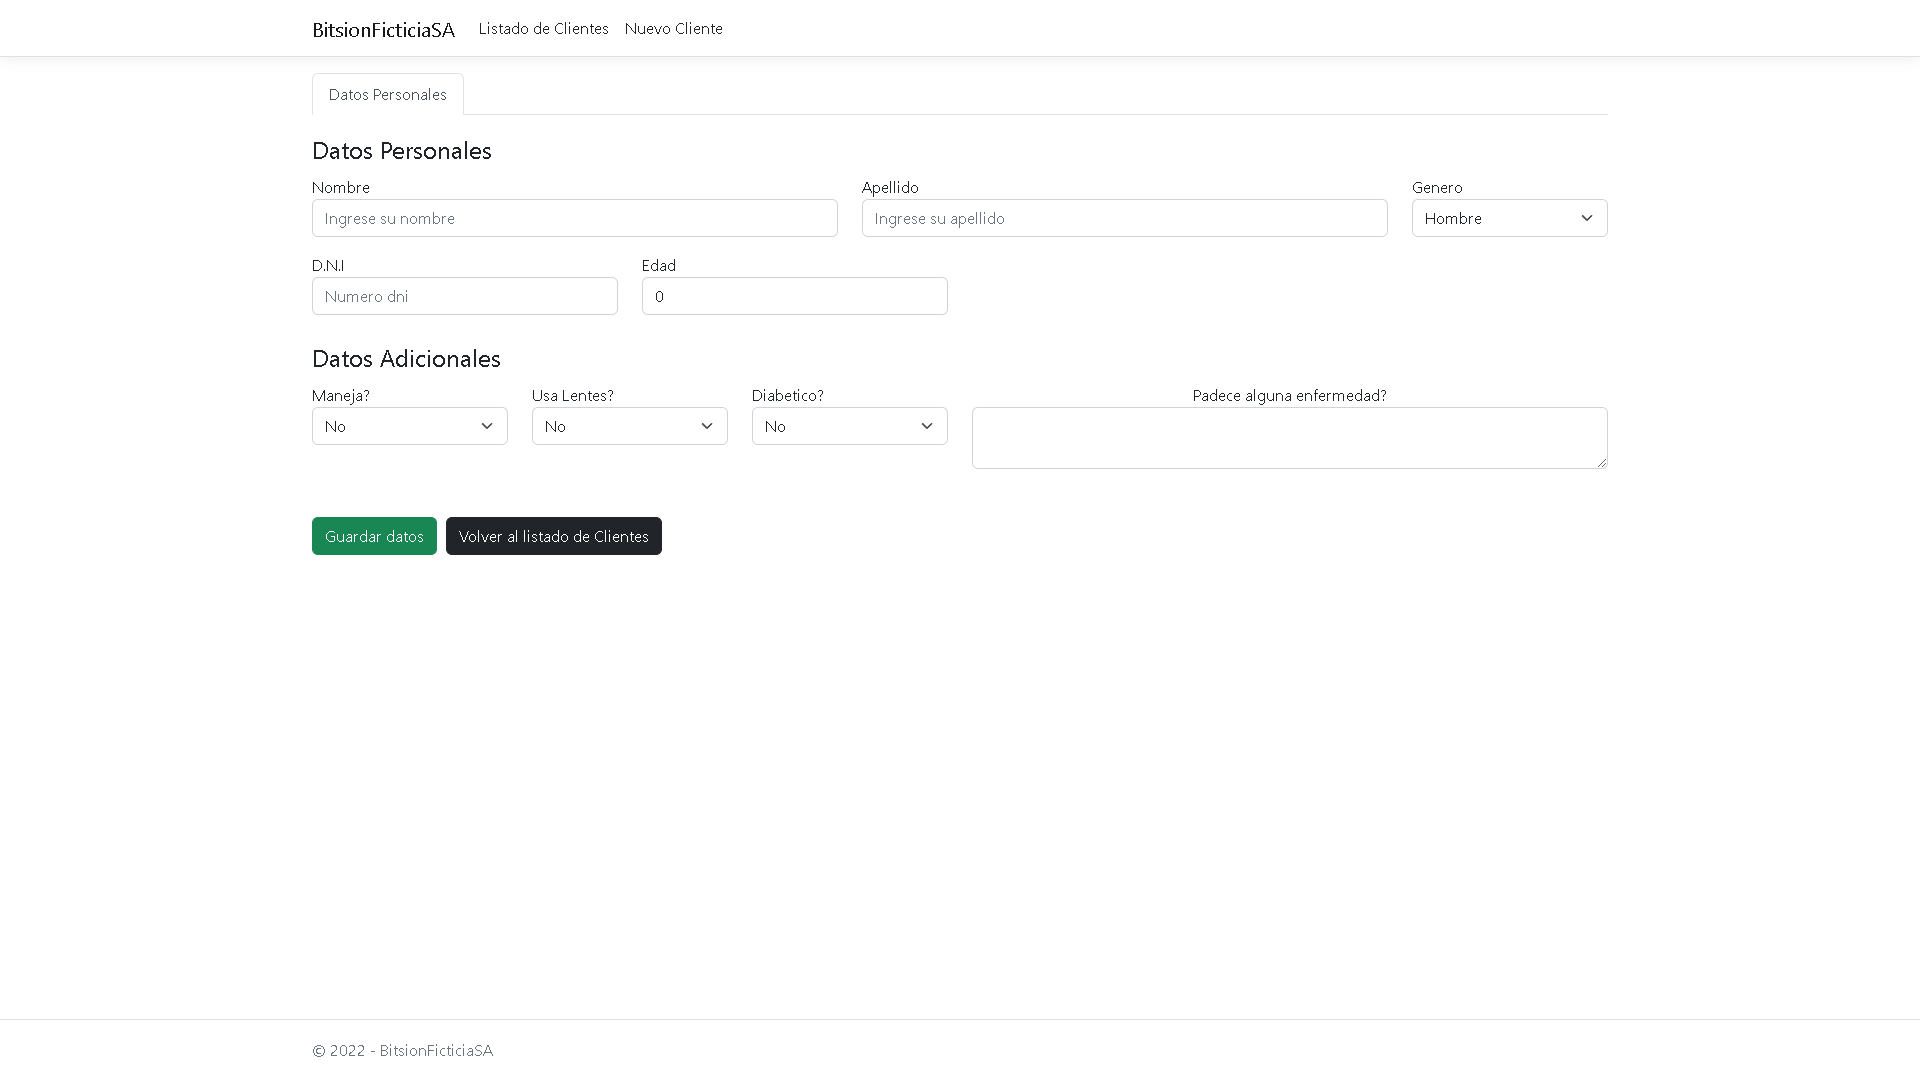 BitsionFicticiaSA Listado de Clientes Nuevo Cliente
Datos Personales
Datos Personales
Nombre Apellido Genero
Ingrese su nombre Ingrese su apellido Hombre
D.N.I Edad
Numero dni 0
Datos Adicionales
Maneja? Usa Lentes? Diabetico? Padece alguna enfermedad?
No No No
Guardar datos Volver al listado de Clientes
© 2022 - BitsionFicticiaSA